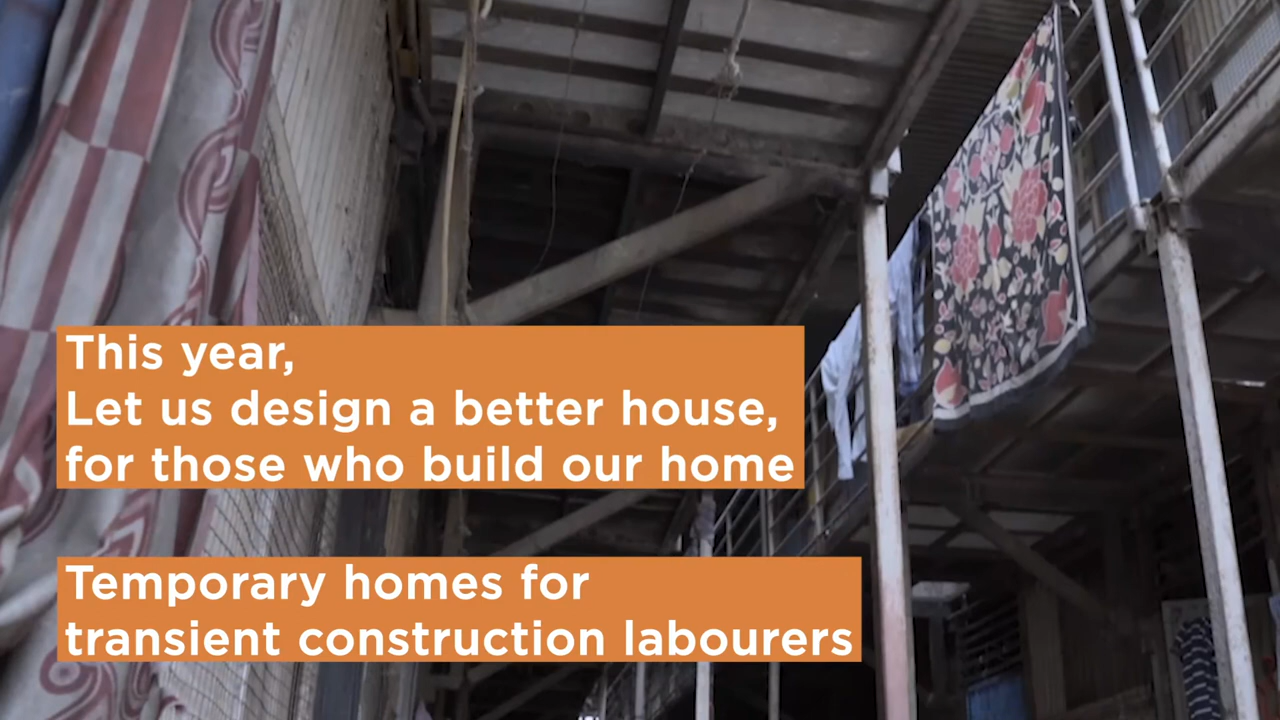 This year,
Let us design a better house,
for those who build our home
Temporary homes for
transient construction labourers